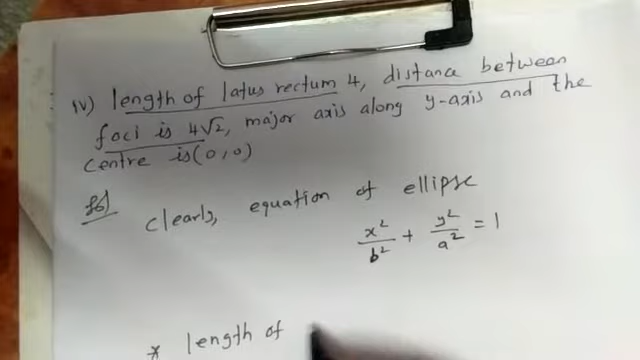 iv) length of latus rectum 4, distance between
foci is 4√2, major axis along y-axis and the
centre is (0,0)
Sol
Clearly, equation of ellipse
x²/b² + y²/a² = 1
* length of